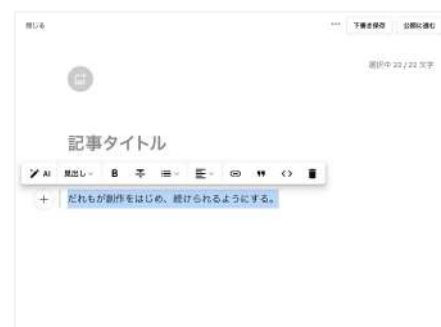 閉じる
下書き保存 公開に進む
選択中 22 / 22 文字
記事タイトル
AI 見出し B
だれもが創作をはじめ、続けられるようにする。